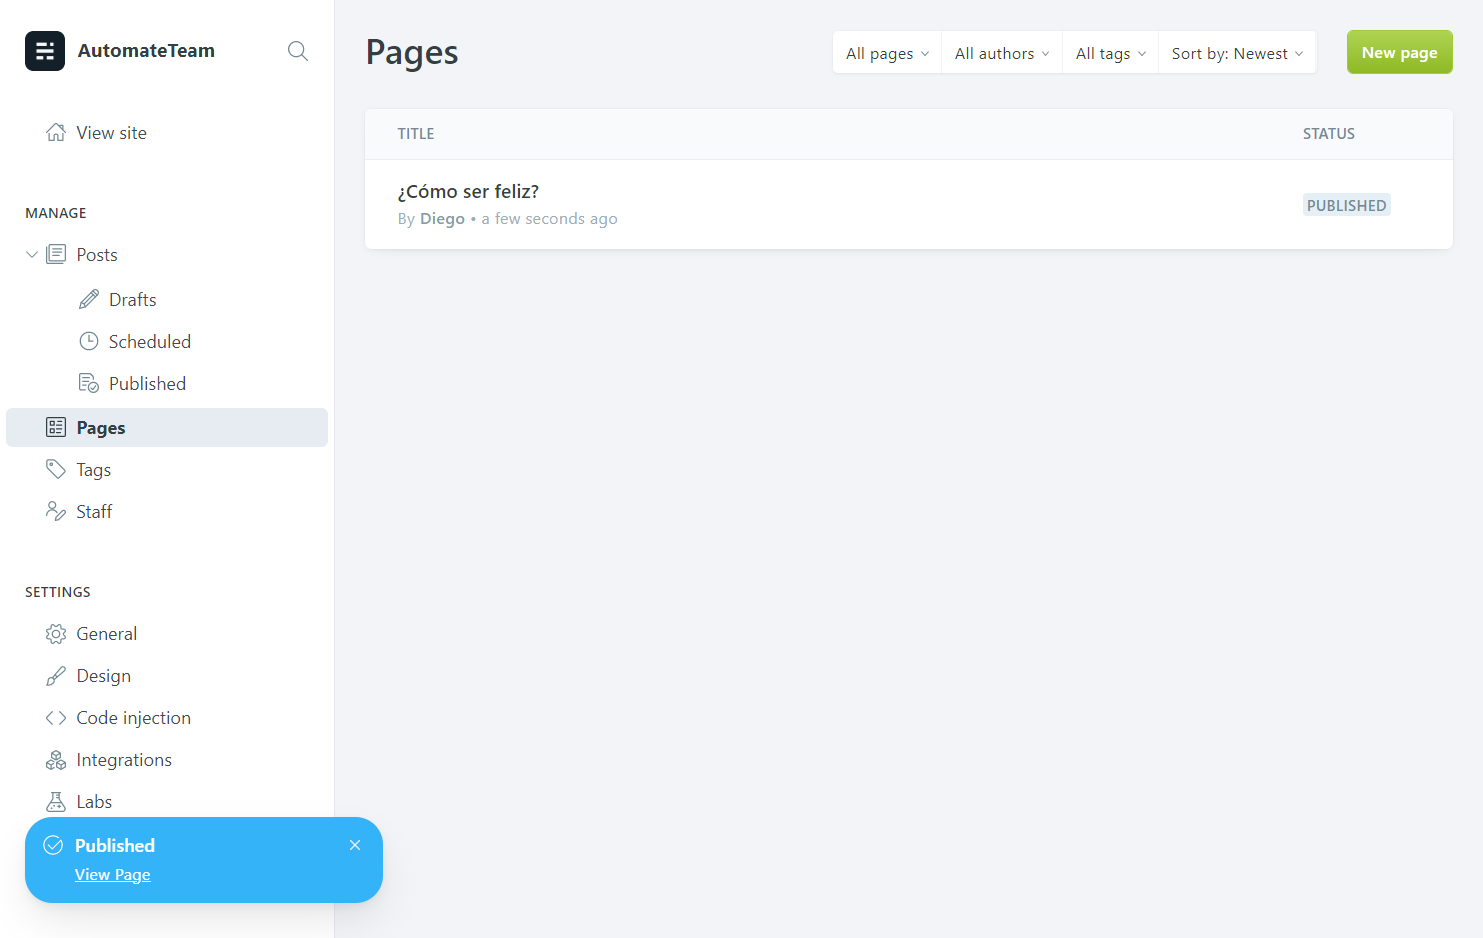 AutomateTeam
View site
MANAGE
Posts
Drafts
Scheduled
Published
Pages
Tags
Staff
SETTINGS
General
Design
Code injection
Integrations
Labs
Published
View Page
Pages
All pages
All authors
All tags
Sort by: Newest
New page
TITLE STATUS
¿Cómo ser feliz?
By Diego • a few seconds ago
PUBLISHED